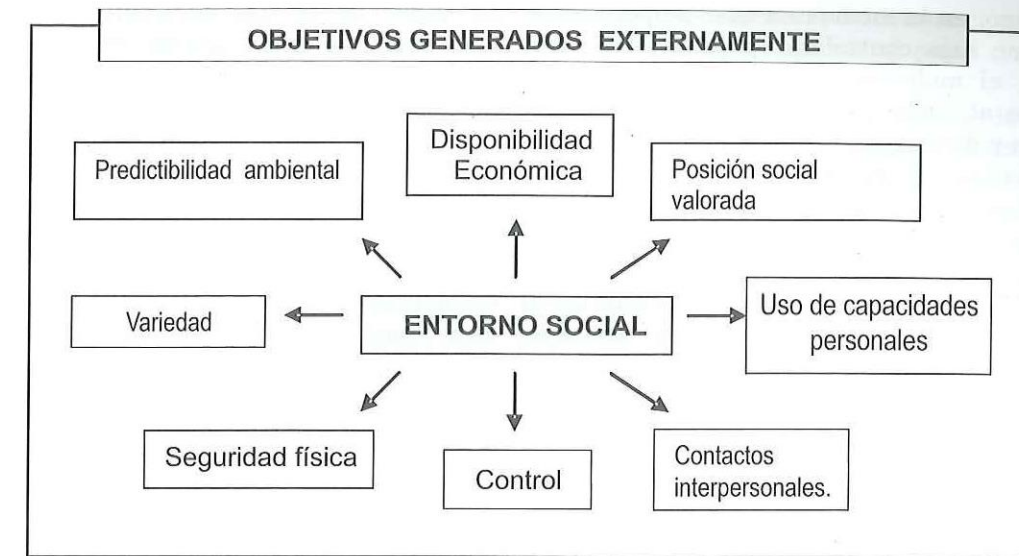 OBJETIVOS GENERADOS EXTERNAMENTE
Disponibilidad
Económica
Predictibilidad ambiental
Posición social
valorada
Variedad
ENTORNO SOCIAL
Uso de capacidades
personales
Seguridad física
Control
Contactos
interpersonales.